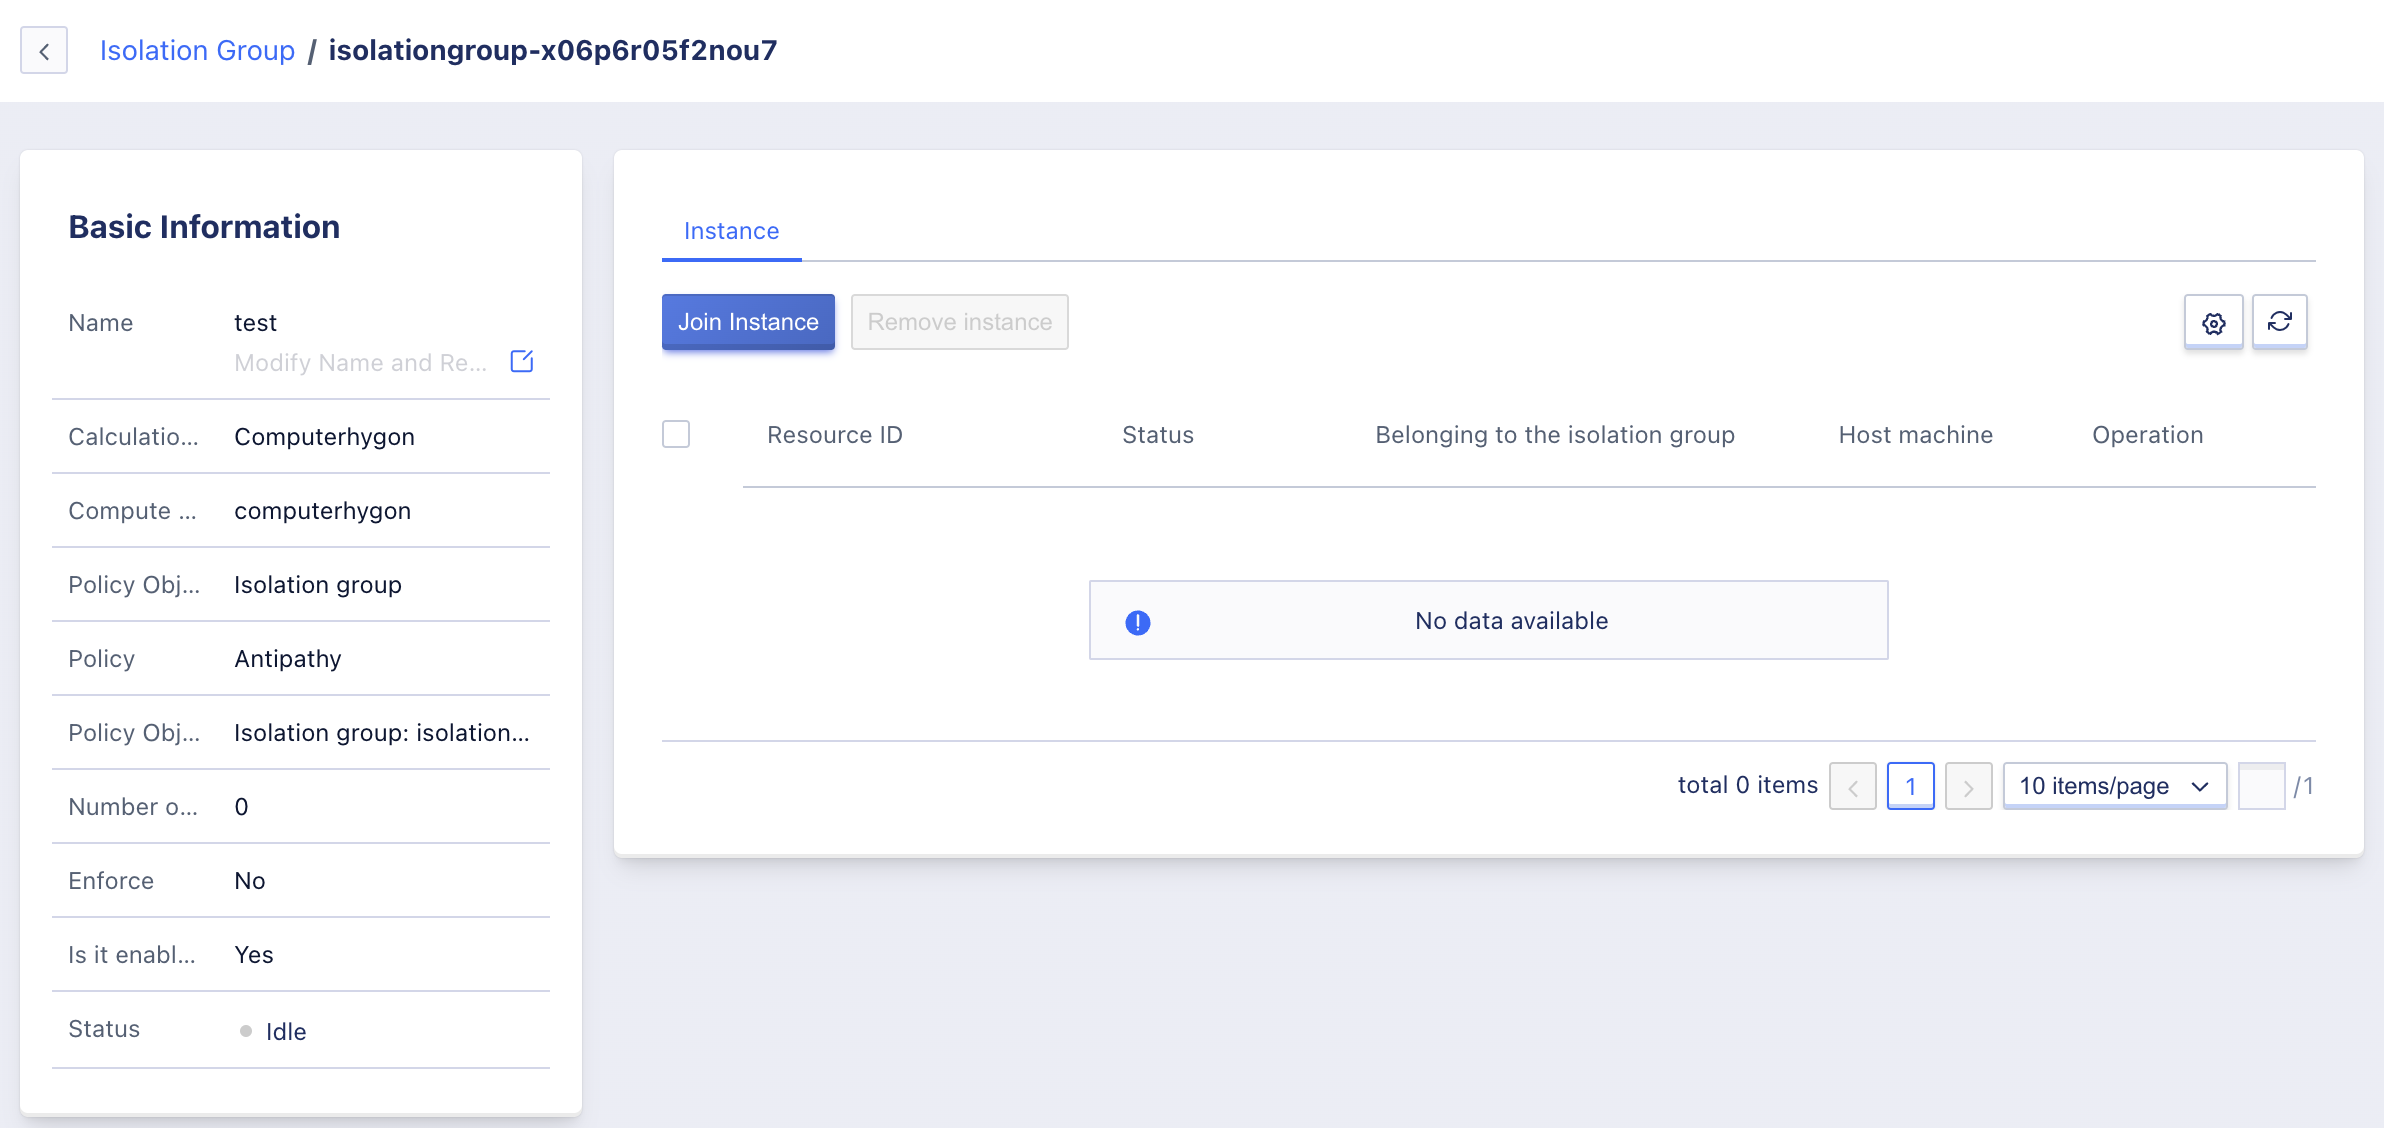 Isolation Group / isolationgroup-x06p6r05f2nou7
Basic Information
Name test
Modify Name and Re...
Calculatio... Computerhygon
Compute ... computerhygon
Policy Obj... Isolation group
Policy Antipathy
Policy Obj... Isolation group: isolation...
Number o... 0
Enforce No
Is it enabl... Yes
Status Idle
Instance
Join Instance Remove instance
Resource ID Status Belonging to the isolation group Host machine Operation
No data available
total 0 items 1 10 items/page /1